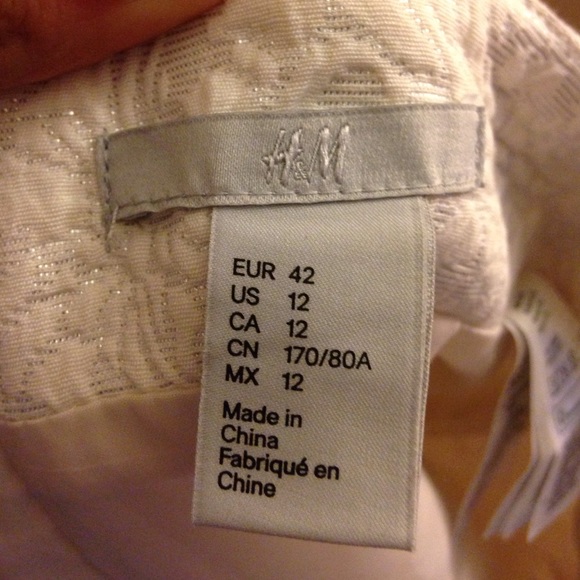 H&M
EUR 42
US 12
CA 12
CN 170/80A
MX 12
Made in
China
Fabriqué en
Chine